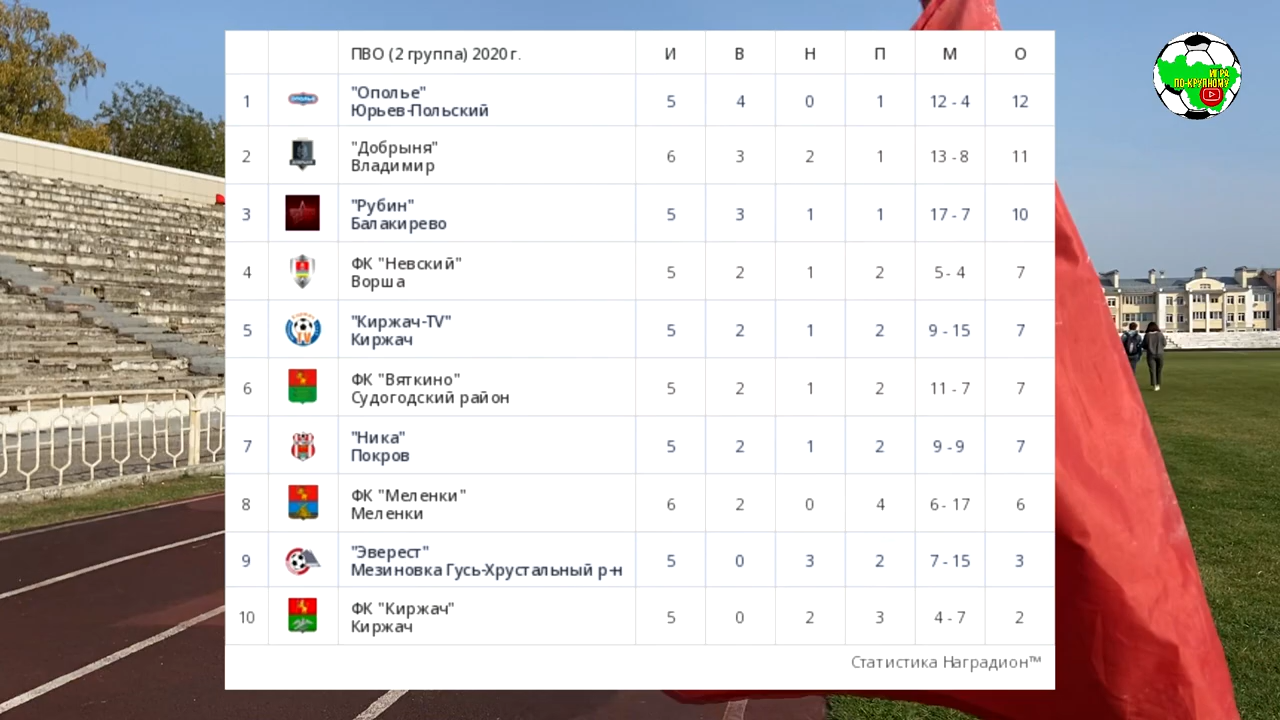 ПВО (2 группа) 2020 г. И В Н П М О
1 "Ополье" Юрьев-Польский 5 4 0 1 12 - 4 12
2 "Добрыня" Владимир 6 3 2 1 13 - 8 11
3 "Рубин" Балакирево 5 3 1 1 17 - 7 10
4 ФК "Невский" Ворша 5 2 1 2 5 - 4 7
5 "Киржач-TV" Киржач 5 2 1 2 9 - 15 7
6 ФК "Вяткино" Судогодский район 5 2 1 2 11 - 7 7
7 "Ника" Покров 5 2 1 2 9 - 9 7
8 ФК "Меленки" Меленки 6 2 0 4 6 - 17 6
9 "Эверест" Мезиновка Гусь-Хрустальный р-н 5 0 3 2 7 - 15 3
10 ФК "Киржач" Киржач 5 0 2 3 4 - 7 2
Статистика Наградион™
ИГРА
ПО-КРУПНОМУ
ОПОЛЬЕ
TV